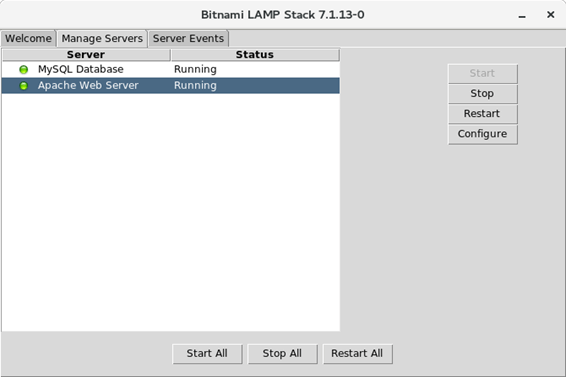 Bitnami LAMP Stack 7.1.13-0
Welcome Manage Servers Server Events
Server Status
MySQL Database Running
Apache Web Server Running
Start
Stop
Restart
Configure
Start All Stop All Restart All